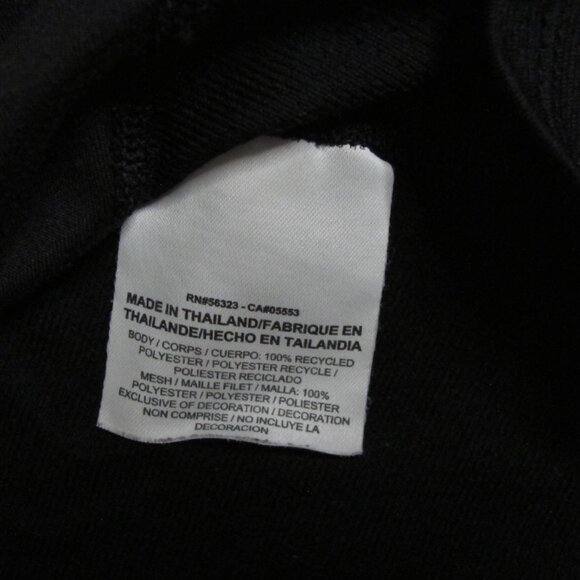 RN#56323 - CA#05553
MADE IN THAILAND/FABRIQUE EN
THAILANDE/HECHO EN TAILANDIA
BODY / CORPS / CUERPO: 100% RECYCLED
POLYESTER / POLYESTER RECYCLE /
POLIESTER RECICLADO
MESH / MAILLE FILET / MALLA: 100%
POLYESTER / POLYESTER / POLIESTER
EXCLUSIVE OF DECORATION / DECORATION
NON COMPRISE / NO INCLUYE LA
DECORACION